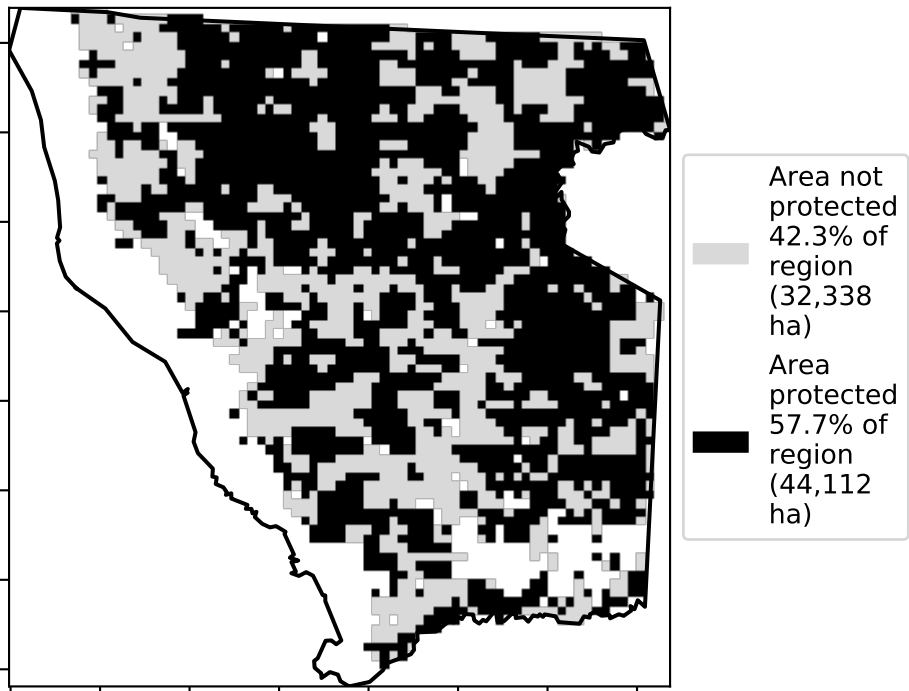 Area not
protected
42.3% of
region
(32,338
ha)
Area
protected
57.7% of
region
(44,112
ha)